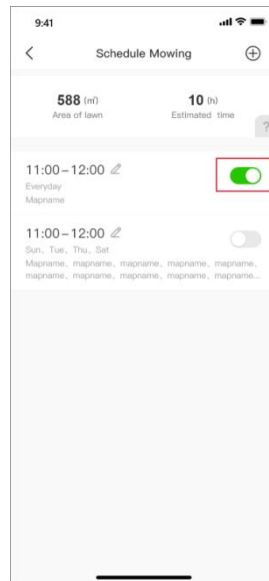 9:41
Schedule Mowing
588 (㎡) 10 (h)
Area of lawn Estimated time
?
11:00–12:00
Everyday
Mapname
11:00–12:00
Sun、Tue、Thu、Sat
Mapname、mapname、mapname、mapname、mapname、
mapname、mapname、mapname、mapname、mapname...